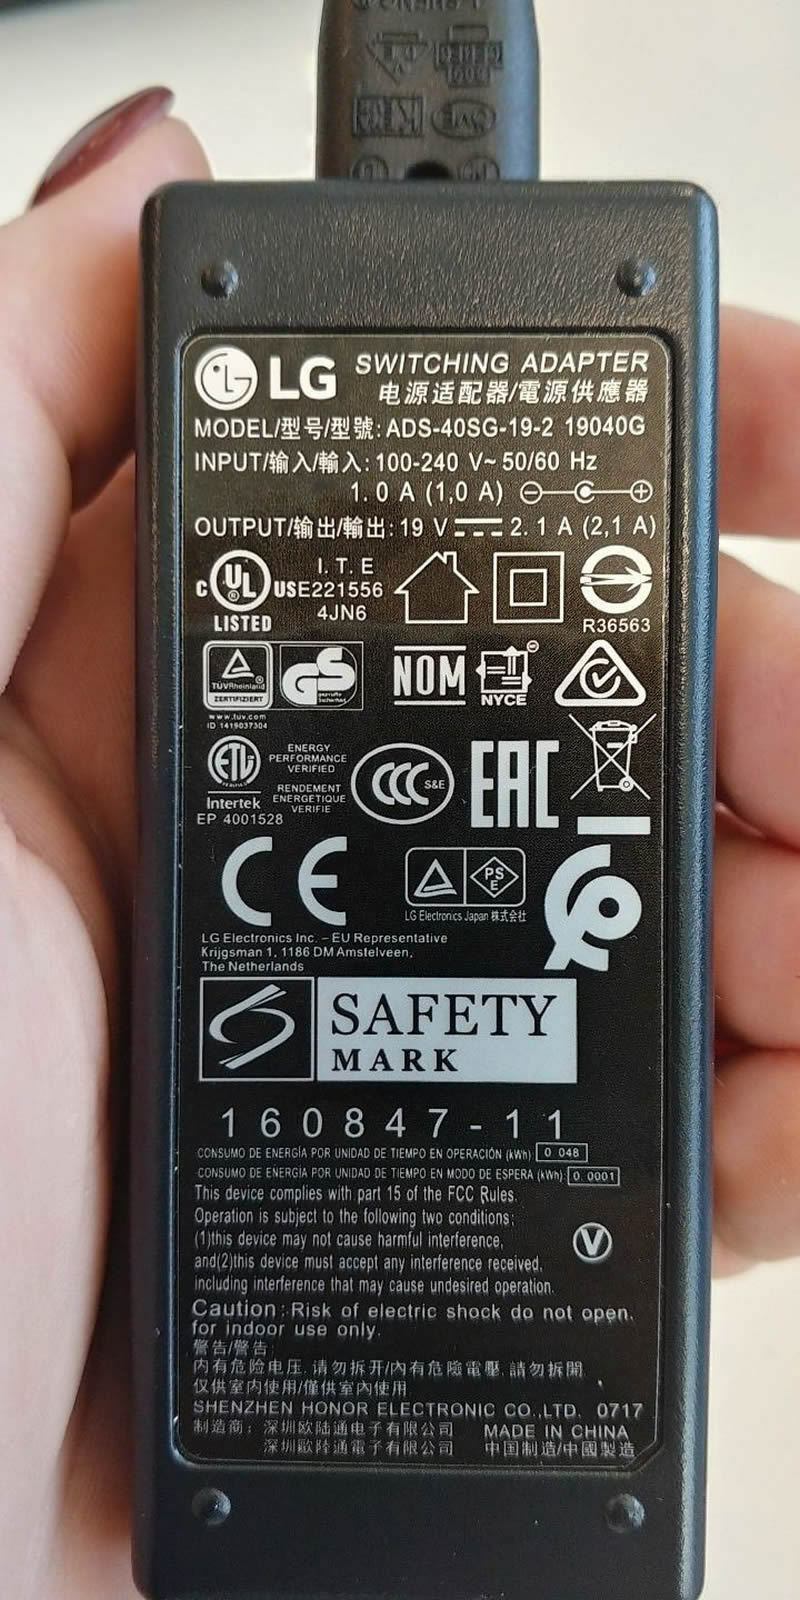 LG SWITCHING ADAPTER
电源适配器/電源供應器
MODEL/型号/型號: ADS-40SG-19-2 19040G
INPUT/输入/輸入: 100-240 V~ 50/60 Hz
1.0 A (1,0 A)
OUTPUT/输出/輸出: 19 V 2.1 A (2,1 A)
C UL US LISTED
I.T.E
E221556
4JN6
R36563
TÜVRheinland
ZERTIFIZIERT
GS
geprüfte
Sicherheit
NOM
NYCE
www.tuv.com
ID 1419037304
ETL
Intertek
ENERGY
PERFORMANCE
VERIFIED
RENDEMENT
ENERGETIQUE
VERIFIE
EP 4001528
CCC S&E
EAC
CE
PS
E
LG Electronics Japan 株式会社
LG Electronics Inc. – EU Representative
Krijgsman 1, 1186 DM Amstelveen,
The Netherlands
SAFETY
MARK
160847-11
CONSUMO DE ENERGÍA POR UNIDAD DE TIEMPO EN OPERACIÓN (kWh): 0.048
CONSUMO DE ENERGÍA POR UNIDAD DE TIEMPO EN MODO DE ESPERA (kWh): 0.0001
This device complies with part 15 of the FCC Rules.
Operation is subject to the following two conditions:
(1)this device may not cause harmful interference,
and(2)this device must accept any interference received,
including interference that may cause undesired operation.
V
Caution: Risk of electric shock do not open.
for indoor use only.
警告/警告:
内有危险电压,请勿拆开/內有危險電壓,請勿拆開
仅供室内使用/僅供室內使用
SHENZHEN HONOR ELECTRONIC CO.,LTD. 0717
制造商: 深圳欧陆通电子有限公司 MADE IN CHINA
深圳歐陸通電子有限公司 中国制造/中國製造